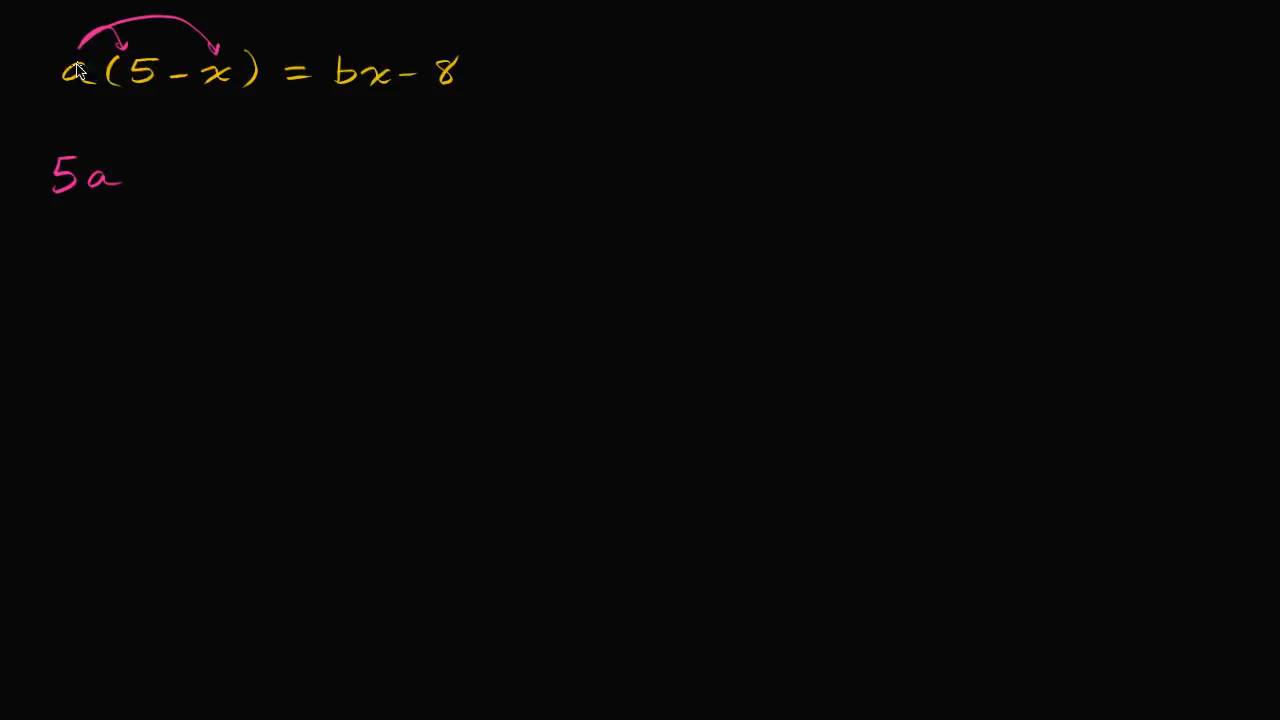 a(5-x) = bx-8
5a